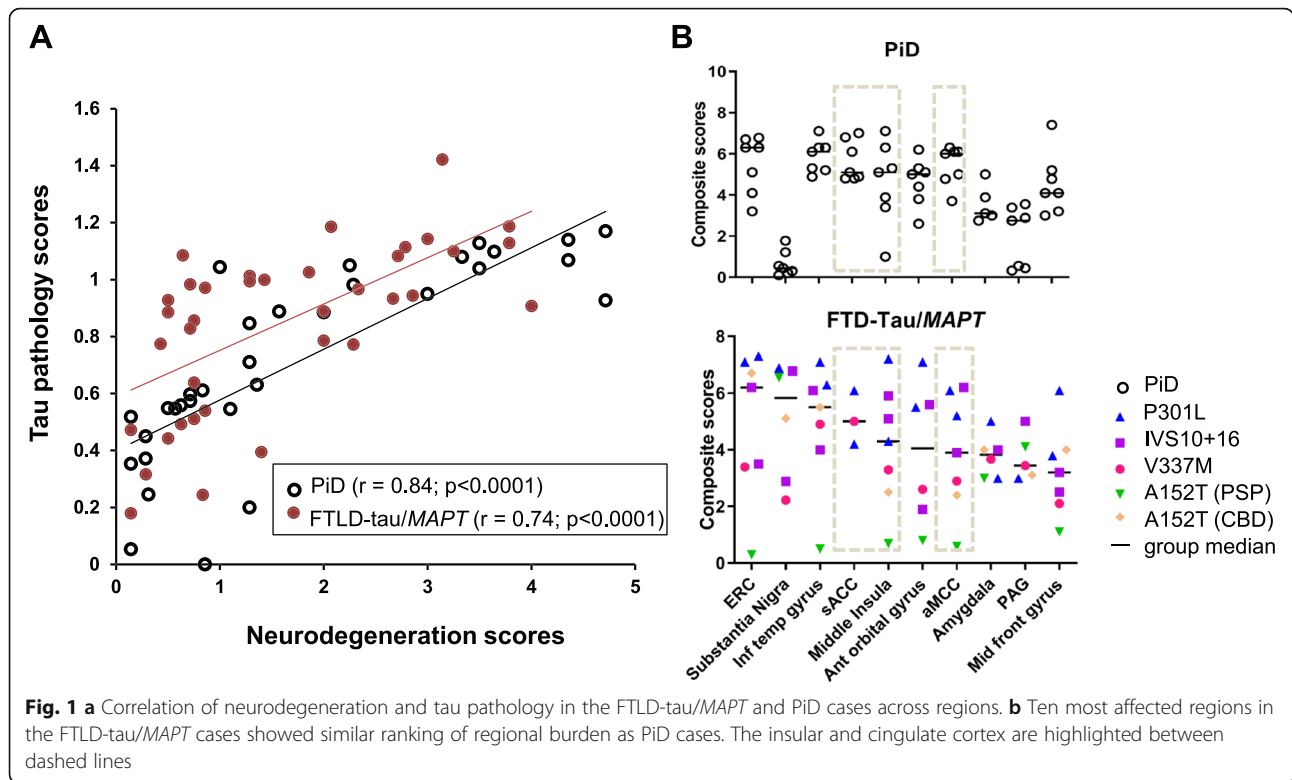 A
Tau pathology scores
1.6
1.4
1.2
1
0.8
0.6
0.4
0.2
0
0 1 2 3 4 5
Neurodegeneration scores
PiD (r = 0.84; p<0.0001)
FTLD-tau/MAPT (r = 0.74; p<0.0001)
B
PiD
Composite scores
10
8
6
4
2
0
FTD-Tau/MAPT
Composite scores
8
6
4
2
0
ERC
Substantia Nigra
Inf temp gyrus
sACC
Middle Insula
Ant orbital gyrus
aMCC
Amygdala
PAG
Mid front gyrus
PiD
P301L
IVS10+16
V337M
A152T (PSP)
A152T (CBD)
group median
Fig. 1 a Correlation of neurodegeneration and tau pathology in the FTLD-tau/MAPT and PiD cases across regions. b Ten most affected regions in
the FTLD-tau/MAPT cases showed similar ranking of regional burden as PiD cases. The insular and cingulate cortex are highlighted between
dashed lines